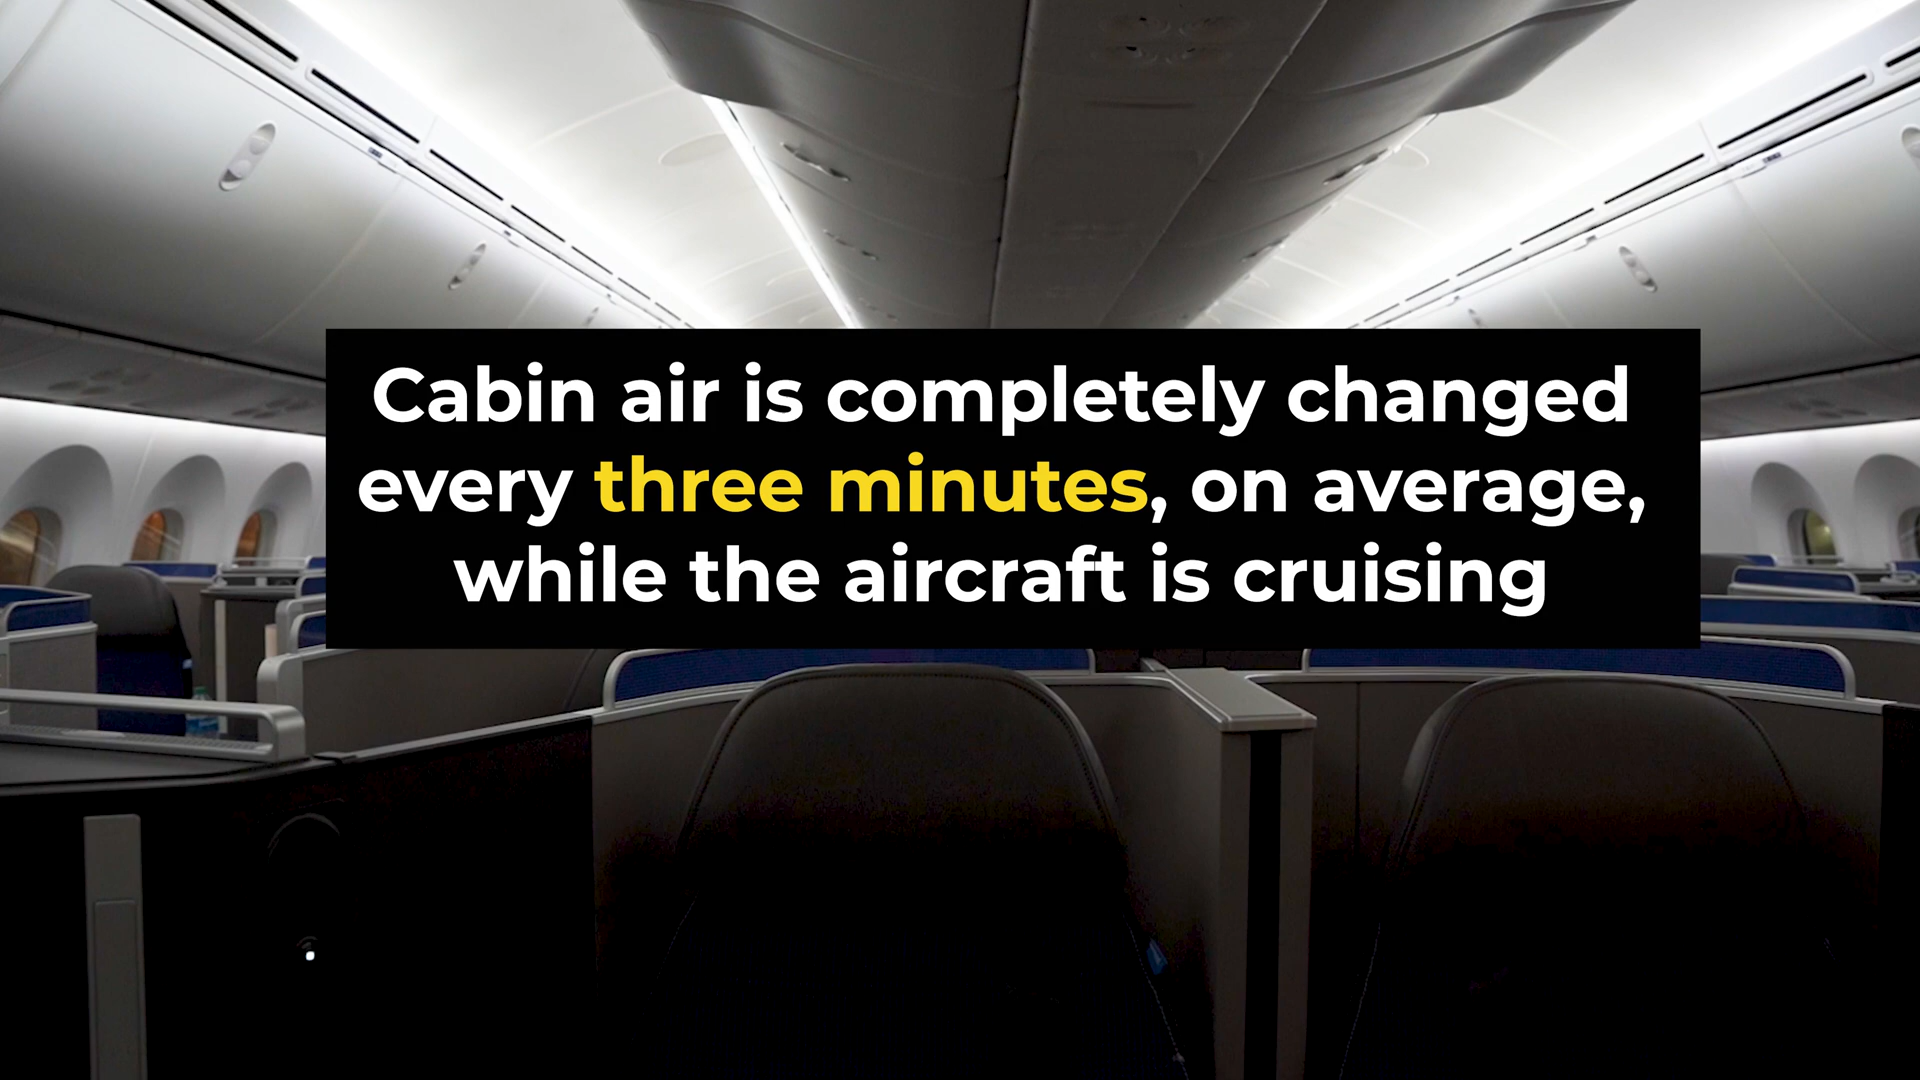 Cabin air is completely changed
every three minutes, on average,
while the aircraft is cruising